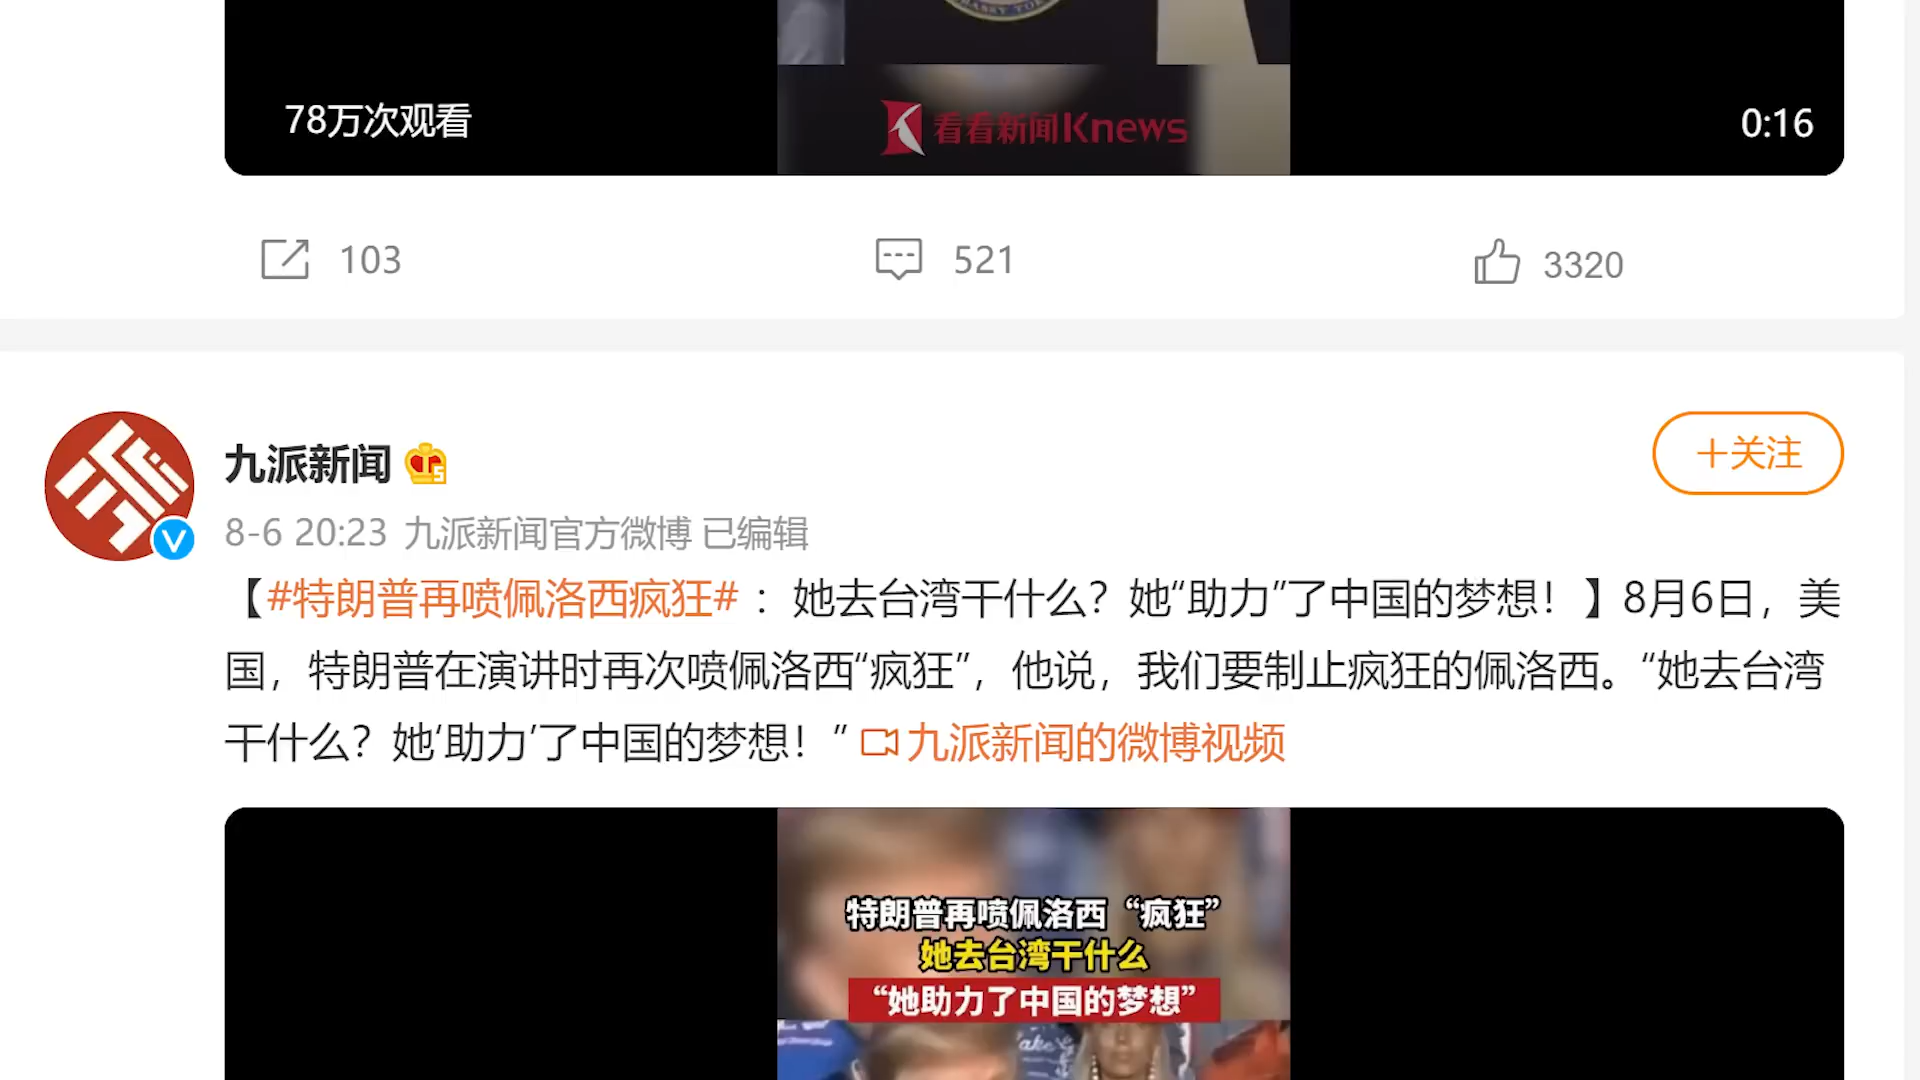 78万次观看
看看新闻Knews
0:16
103
521
3320
九派新闻
+关注
8-6 20:23 九派新闻官方微博 已编辑
【#特朗普再喷佩洛西疯狂# ：她去台湾干什么？她“助力”了中国的梦想！】8月6日，美
国，特朗普在演讲时再次喷佩洛西“疯狂”，他说，我们要制止疯狂的佩洛西。“她去台湾
干什么？她‘助力’了中国的梦想！”九派新闻的微博视频
特朗普再喷佩洛西“疯狂”
她去台湾干什么
“她助力了中国的梦想”